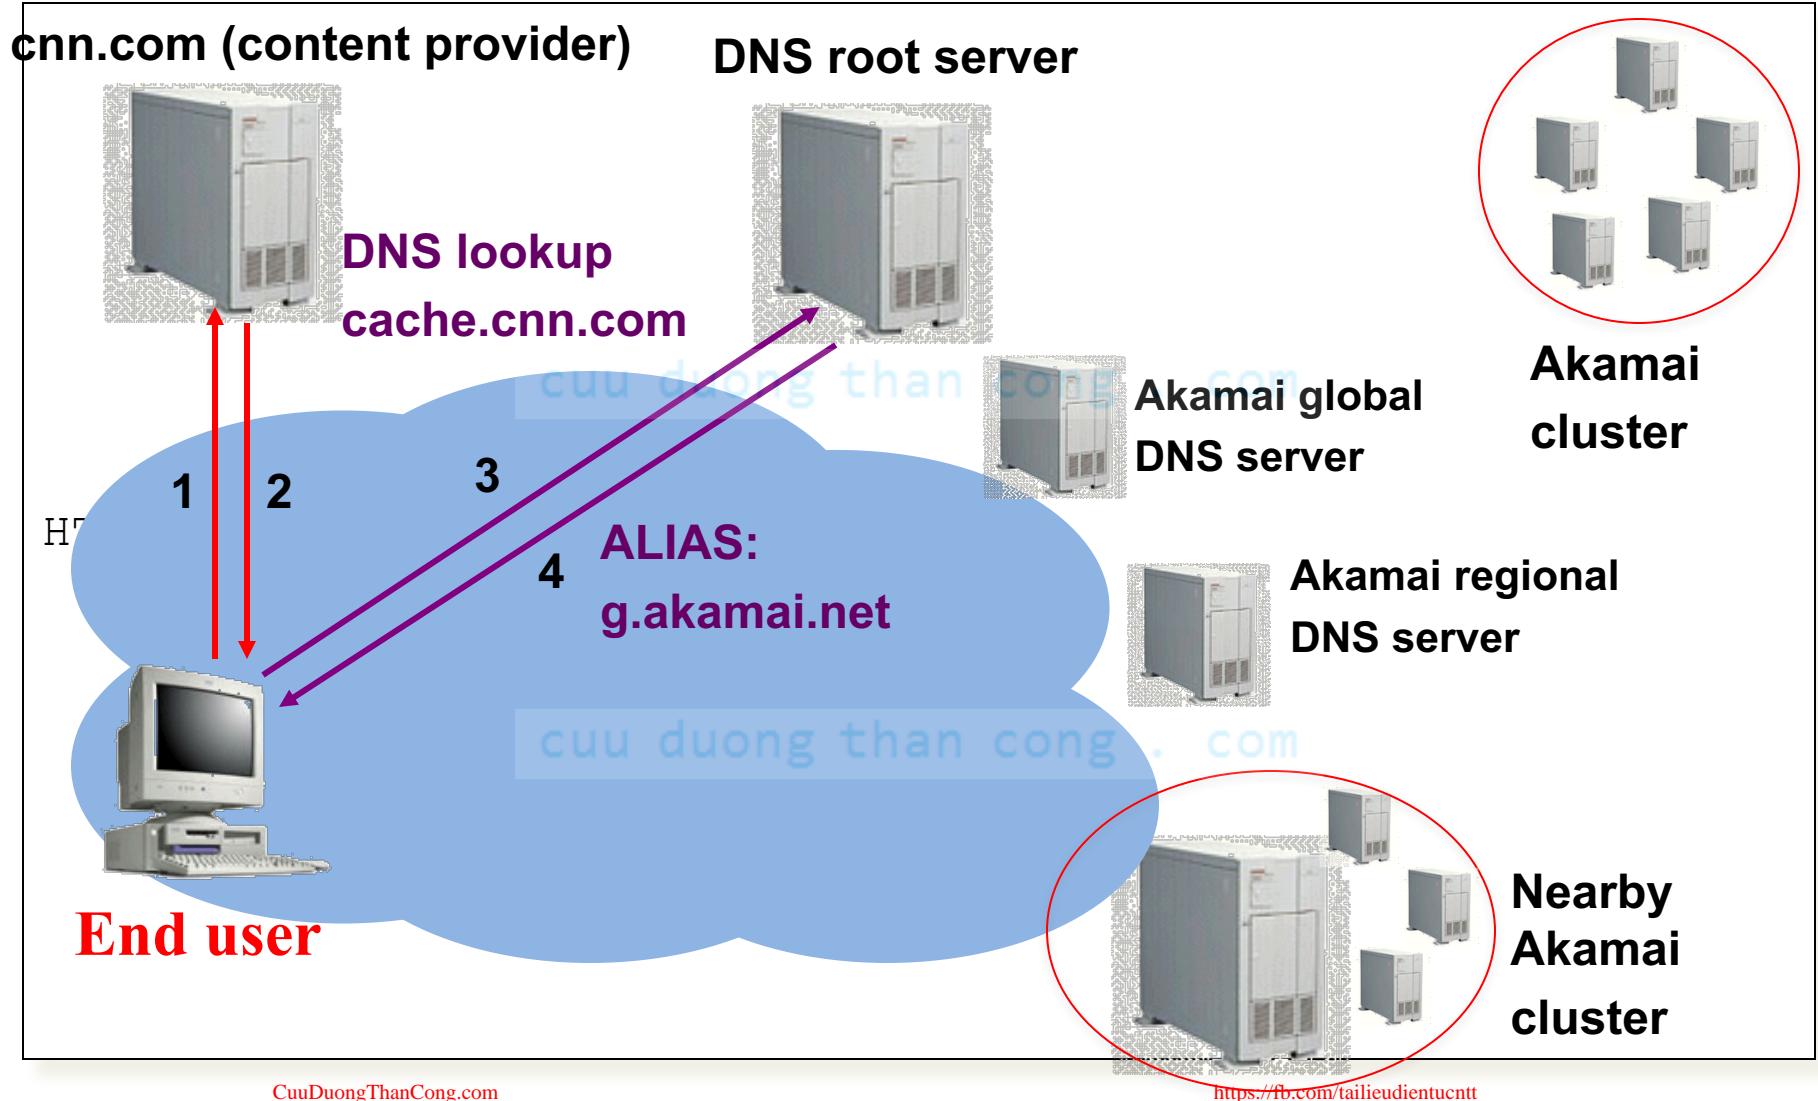 cnn.com (content provider)
DNS root server
DNS lookup
cache.cnn.com
Akamai
cluster
cuu duong than cong . com
Akamai global
DNS server
1
2
3
4
ALIAS:
g.akamai.net
Akamai regional
DNS server
cuu duong than cong . com
End user
Nearby
Akamai
cluster
CuuDuongThanCong.com
https://fb.com/tailieudientucntt